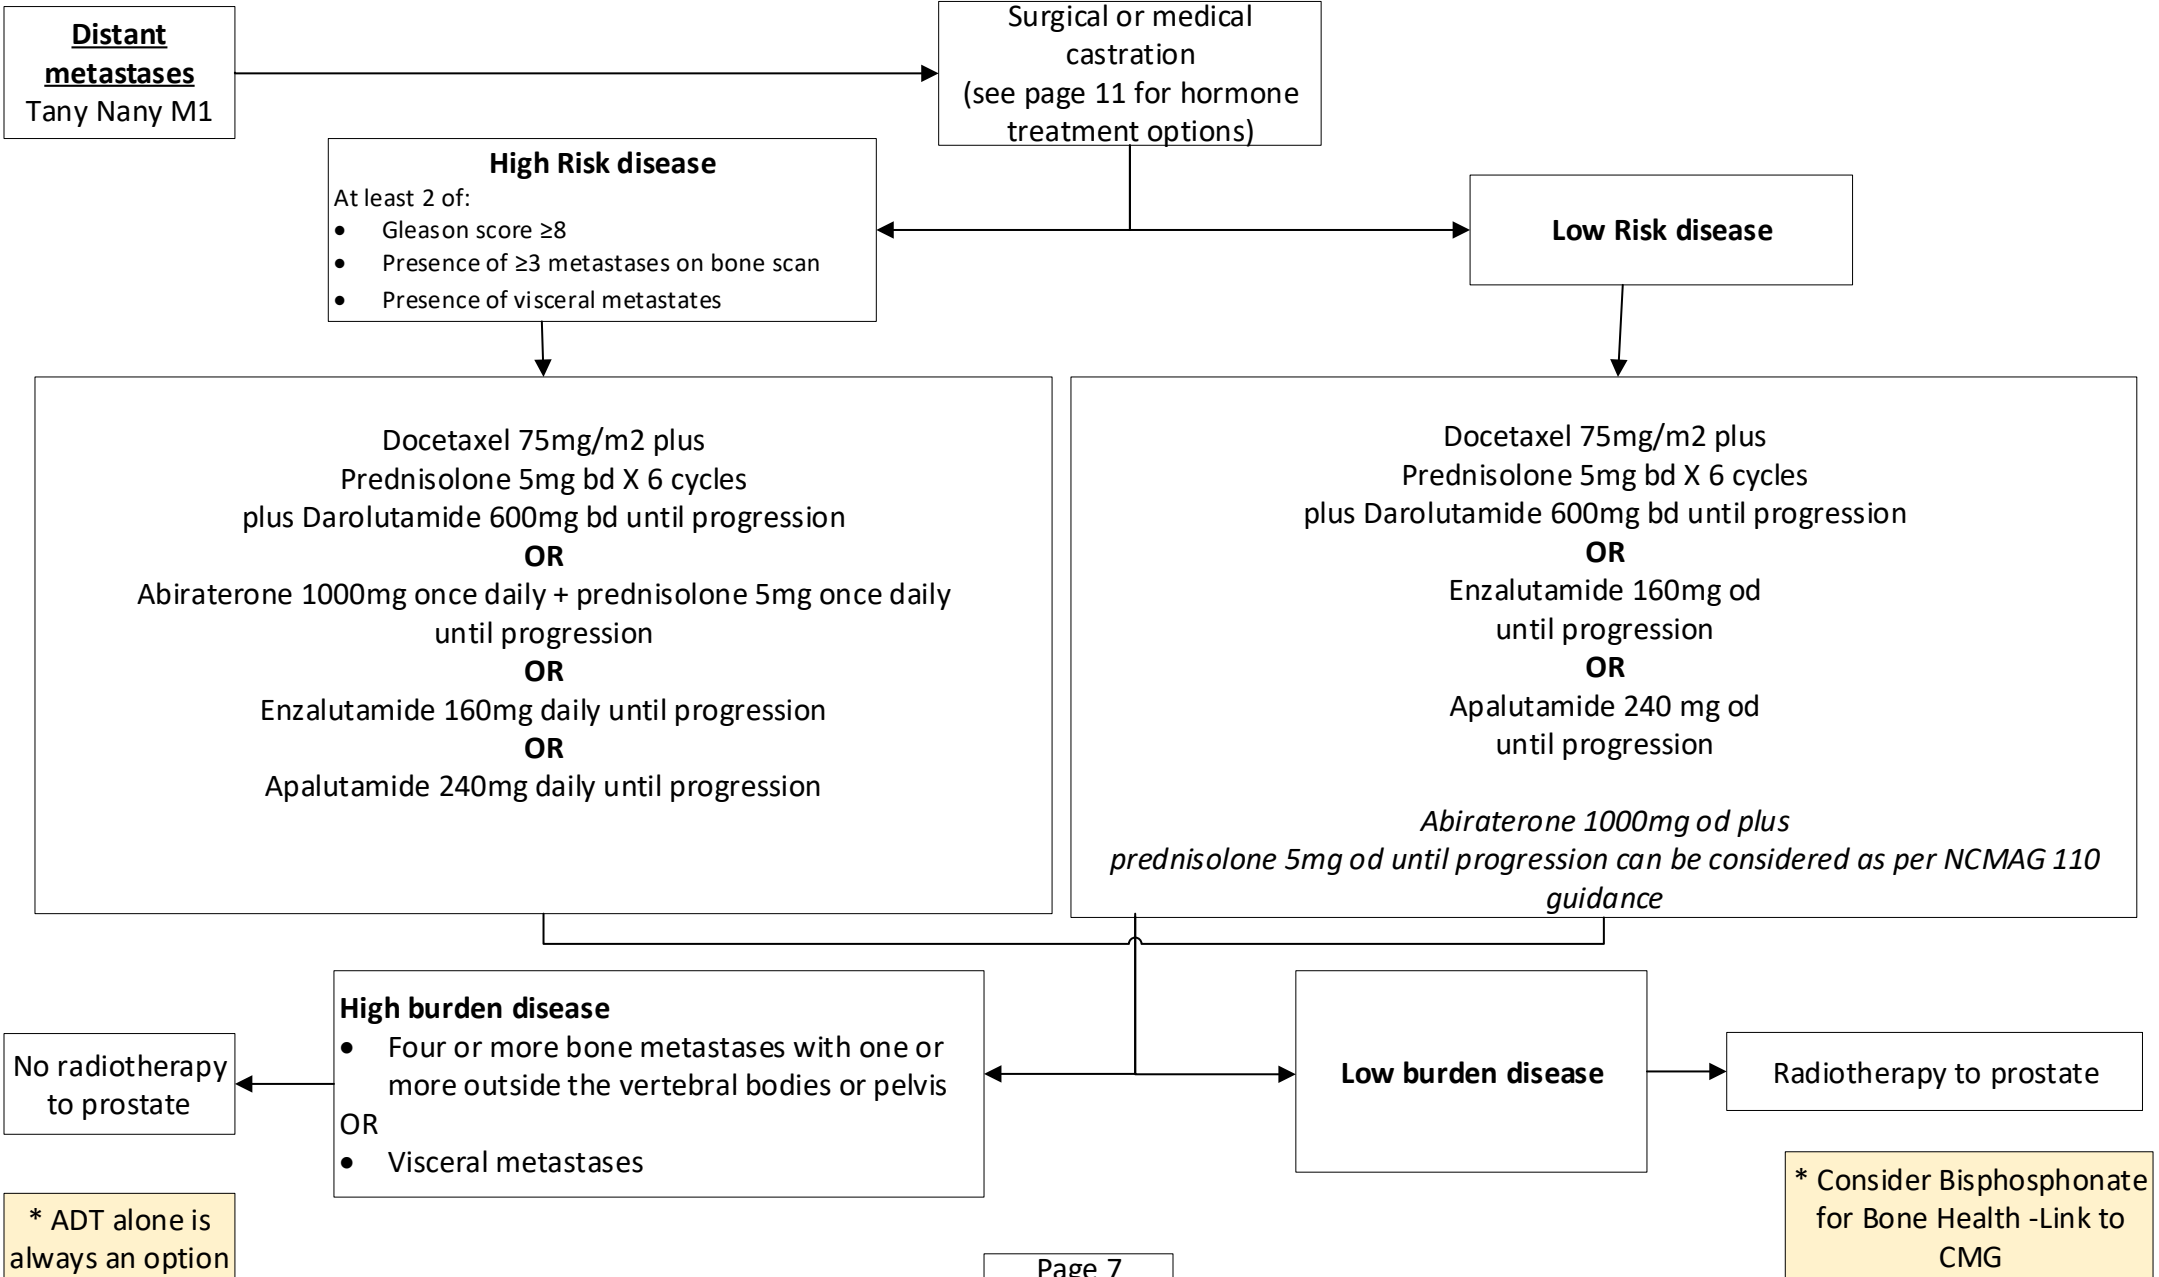 Distant
metastases
Tany Nany M1
Surgical or medical
castration
(see page 11 for hormone
treatment options)
High Risk disease
At least 2 of:
• Gleason score ≥8
• Presence of ≥3 metastases on bone scan
• Presence of visceral metastates
Low Risk disease
Docetaxel 75mg/m2 plus
Prednisolone 5mg bd X 6 cycles
plus Darolutamide 600mg bd until progression
OR
Abiraterone 1000mg once daily + prednisolone 5mg once daily
until progression
OR
Enzalutamide 160mg daily until progression
OR
Apalutamide 240mg daily until progression
Docetaxel 75mg/m2 plus
Prednisolone 5mg bd X 6 cycles
plus Darolutamide 600mg bd until progression
OR
Enzalutamide 160mg od
until progression
OR
Apalutamide 240 mg od
until progression
Abiraterone 1000mg od plus
prednisolone 5mg od until progression can be considered as per NCMAG 110
guidance
No radiotherapy
to prostate
High burden disease
• Four or more bone metastases with one or
more outside the vertebral bodies or pelvis
OR
• Visceral metastases
Low burden disease
Radiotherapy to prostate
* ADT alone is
always an option
* Consider Bisphosphonate
for Bone Health -Link to
CMG
Page 7